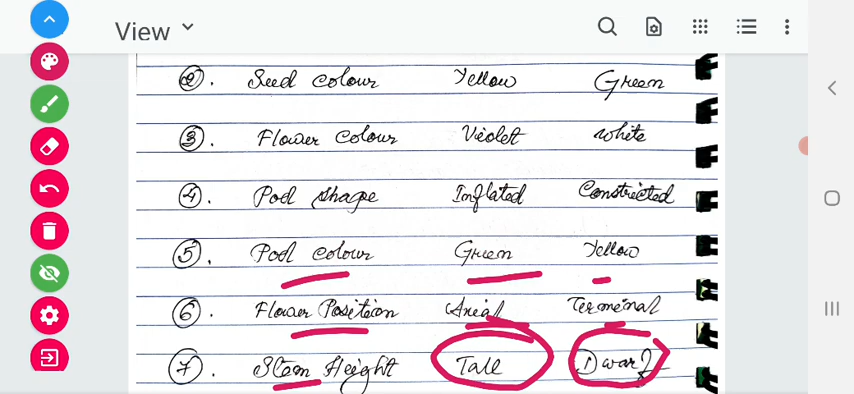 View
2. Seed colour Yellow Green
3. Flower colour Violet white
4. Pod shape Inflated Constricted
5. Pod colour Green Yellow
6. Flower Position Axial Terminal
7. Stem Height Tall Dwarf